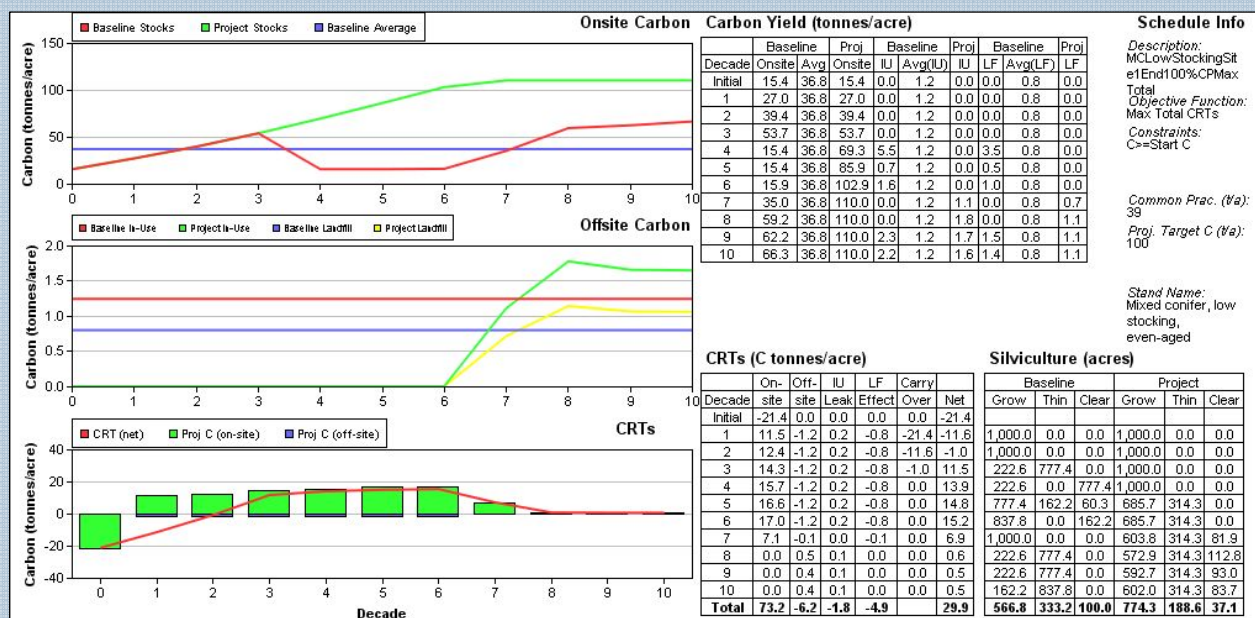 Onsite Carbon
Baseline Stocks Project Stocks Baseline Average
Carbon (tonnes/acre)
150
100
50
0
0 1 2 3 4 5 6 7 8 9 10
Offsite Carbon
Baseline In-Use Project In-Use Baseline Landfill Project Landfill
Carbon (tonnes/acre)
2.0
1.5
1.0
0.5
0.0
0 1 2 3 4 5 6 7 8 9 10
CRTs
CRT (net) Proj C (on-site) Proj C (off-site)
Carbon (tonnes/acre)
40
20
0
-20
-40
0 1 2 3 4 5 6 7 8 9 10
Decade
Carbon Yield (tonnes/acre)
Baseline Proj Baseline Proj Baseline Proj
Decade Onsite Avg Onsite IU Avg(IU) IU LF Avg(LF) LF
Initial 15.4 36.8 15.4 0.0 1.2 0.0 0.0 0.8 0.0
1 27.0 36.8 27.0 0.0 1.2 0.0 0.0 0.8 0.0
2 39.4 36.8 39.4 0.0 1.2 0.0 0.0 0.8 0.0
3 53.7 36.8 53.7 0.0 1.2 0.0 0.0 0.8 0.0
4 15.4 36.8 69.3 5.5 1.2 0.0 3.5 0.8 0.0
5 15.4 36.8 85.9 0.7 1.2 0.0 0.5 0.8 0.0
6 15.9 36.8 102.9 1.6 1.2 0.0 1.0 0.8 0.0
7 35.0 36.8 110.0 0.0 1.2 1.1 0.0 0.8 0.7
8 59.2 36.8 110.0 0.0 1.2 1.8 0.0 0.8 1.1
9 62.2 36.8 110.0 2.3 1.2 1.7 1.5 0.8 1.1
10 66.3 36.8 110.0 2.2 1.2 1.6 1.4 0.8 1.1
Schedule Info
Description:
MCLowStockingSit
e1End100%CPMax
Total
Objective Function:
Max Total CRTs
Constraints:
C>=Start C
Common Prac. (t/a):
39
Proj. Target C (t/a):
100
Stand Name:
Mixed conifer, low
stocking,
even-aged
CRTs (C tonnes/acre)
On- Off- IU LF Carry
Decade site site Leak Effect Over Net
Initial -21.4 0.0 0.0 0.0 0.0 -21.4
1 11.5 -1.2 0.2 -0.8 -21.4 -11.6
2 12.4 -1.2 0.2 -0.8 -11.6 -1.0
3 14.3 -1.2 0.2 -0.8 -1.0 11.5
4 15.7 -1.2 0.2 -0.8 0.0 13.9
5 16.6 -1.2 0.2 -0.8 0.0 14.8
6 17.0 -1.2 0.2 -0.8 0.0 15.2
7 7.1 -0.1 0.0 -0.1 0.0 6.9
8 0.0 0.5 0.1 0.0 0.0 0.6
9 0.0 0.4 0.1 0.0 0.0 0.5
10 0.0 0.4 0.1 0.0 0.0 0.5
Total 73.2 -6.2 -1.8 -4.9 29.9
Silviculture (acres)
Baseline Project
Grow Thin Clear Grow Thin Clear
1,000.0 0.0 0.0 1,000.0 0.0 0.0
1,000.0 0.0 0.0 1,000.0 0.0 0.0
222.6 777.4 0.0 1,000.0 0.0 0.0
222.6 0.0 777.4 1,000.0 0.0 0.0
777.4 162.2 60.3 685.7 314.3 0.0
837.8 0.0 162.2 685.7 314.3 0.0
1,000.0 0.0 0.0 603.8 314.3 81.9
222.6 777.4 0.0 572.9 314.3 112.8
222.6 777.4 0.0 592.7 314.3 93.0
162.2 837.8 0.0 602.0 314.3 83.7
566.8 333.2 100.0 774.3 188.6 37.1